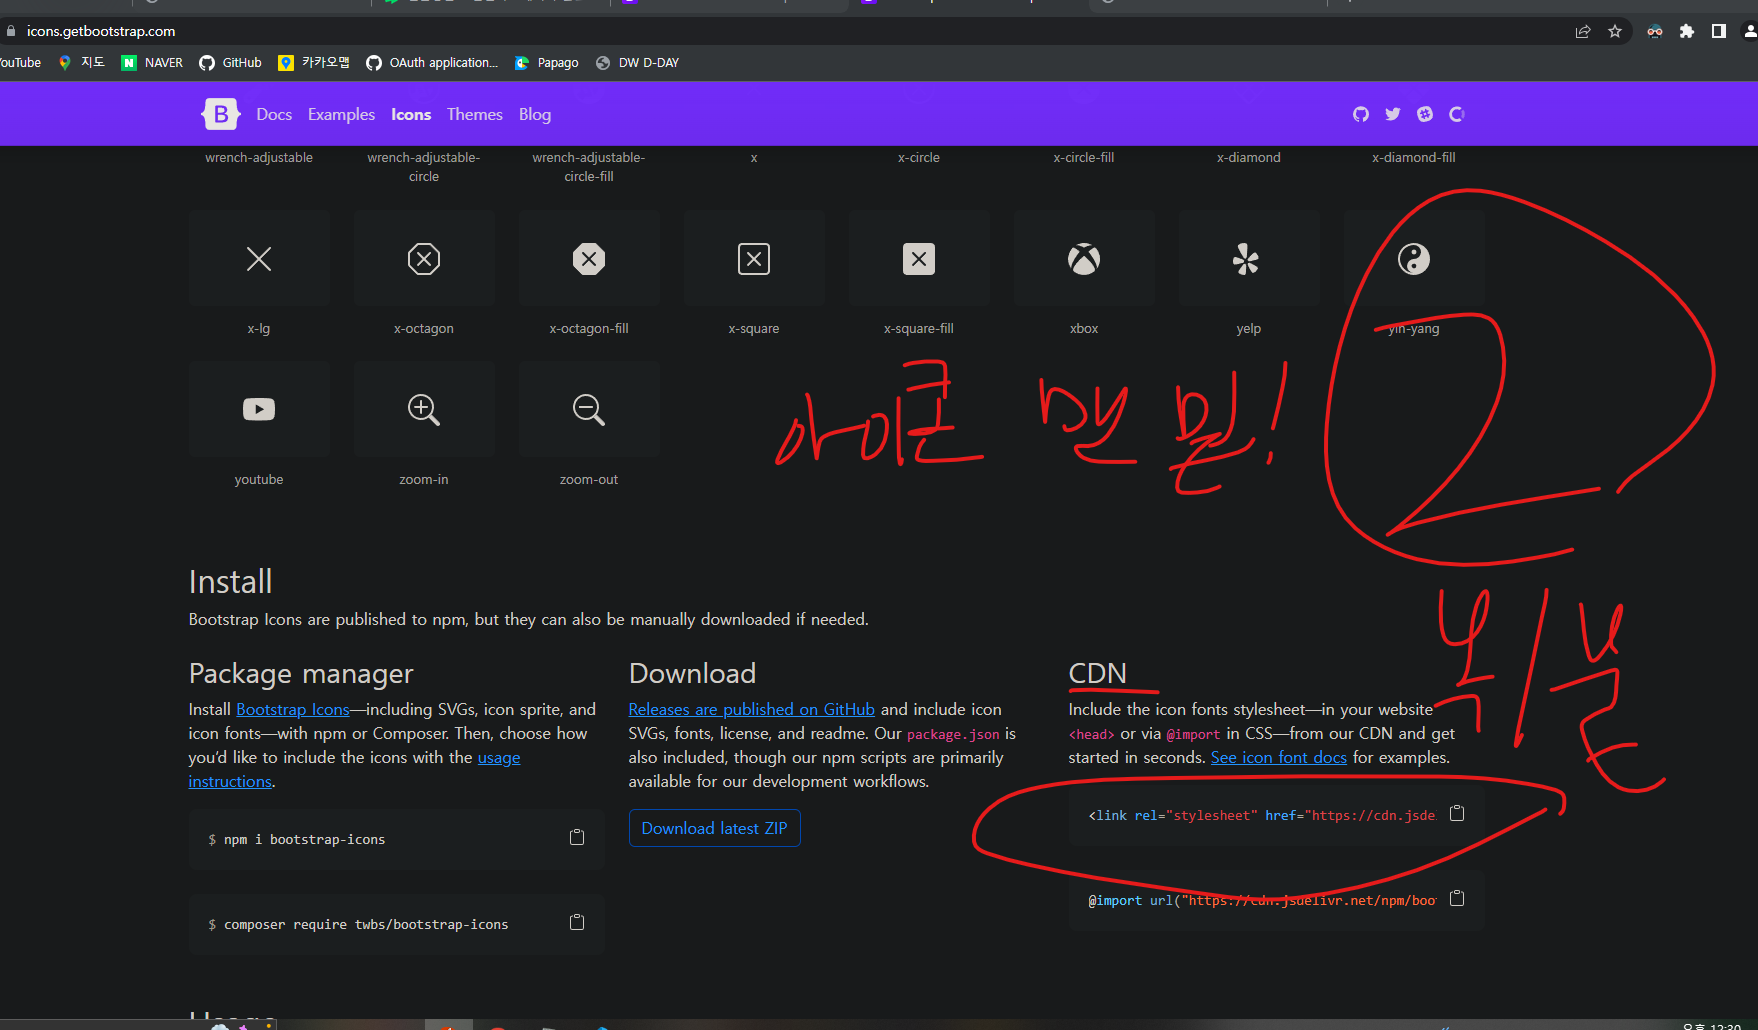 icons.getbootstrap.com
YouTube 지도 NAVER GitHub 카카오맵 OAuth application... Papago DW D-DAY
B Docs Examples Icons Themes Blog
wrench-adjustable wrench-adjustable-circle wrench-adjustable-circle-fill x x-circle x-circle-fill x-diamond x-diamond-fill
x-lg x-octagon x-octagon-fill x-square x-square-fill xbox yelp yin-yang
아이콘 맨 밑!
2
youtube zoom-in zoom-out
Install
Bootstrap Icons are published to npm, but they can also be manually downloaded if needed.
복/붙
Package manager
Install Bootstrap Icons—including SVGs, icon sprite, and
icon fonts—with npm or Composer. Then, choose how
you’d like to include the icons with the usage
instructions.
$ npm i bootstrap-icons
$ composer require twbs/bootstrap-icons
Download
Releases are published on GitHub and include icon
SVGs, fonts, license, and readme. Our package.json is
also included, though our npm scripts are primarily
available for our development workflows.
Download latest ZIP
CDN
Include the icon fonts stylesheet—in your website
<head> or via @import in CSS—from our CDN and get
started in seconds. See icon font docs for examples.
<link rel="stylesheet" href="https://cdn.jsde
@import url("https://cdn.jsdelivr.net/npm/boot
오후 12:30